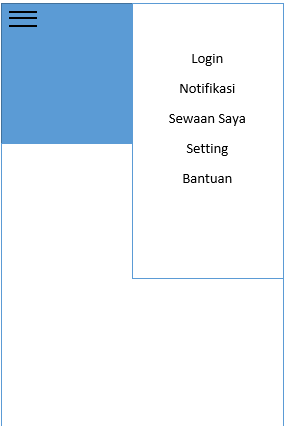 Login
Notifikasi
Sewaan Saya
Setting
Bantuan